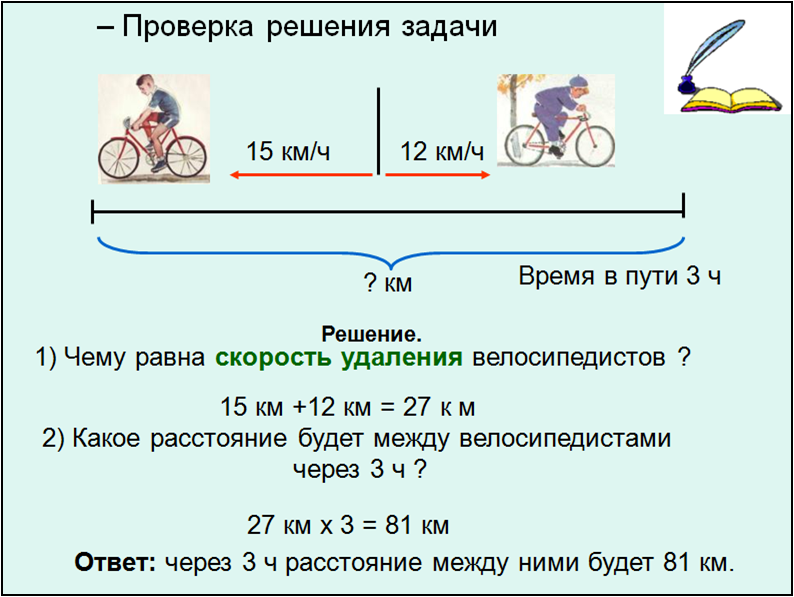 – Проверка решения задачи
15 км/ч
12 км/ч
? км
Время в пути 3 ч
Решение.
1) Чему равна скорость удаления велосипедистов ?
15 км +12 км = 27 к м
2) Какое расстояние будет между велосипедистами
через 3 ч ?
27 км х 3 = 81 км
Ответ: через 3 ч расстояние между ними будет 81 км.